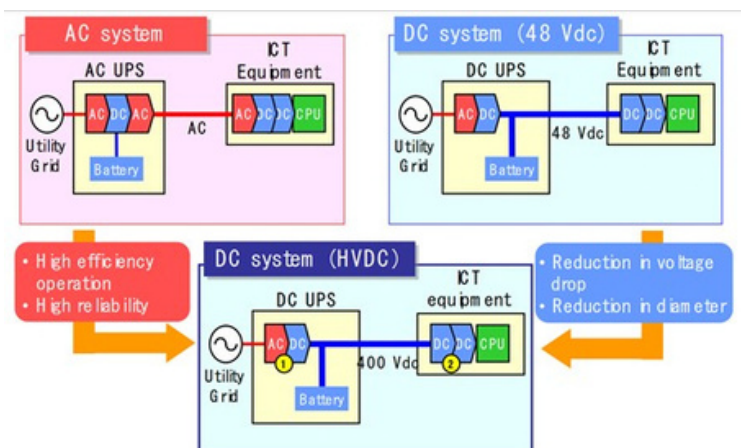 AC system
AC UPS
ICT
Equipment
AC DC AC
AC DC DC CPU
AC
Utility
Grid
Battery
DC system (48 Vdc)
DC UPS
ICT
Equipment
AC DC
DC DC CPU
48 Vdc
Utility
Grid
Battery
• High efficiency
operation
• High reliability
• Reduction in voltage
drop
• Reduction in diameter
DC system (HVDC)
DC UPS
ICT
equipment
AC DC
DC DC CPU
1
2
400 Vdc
Utility
Grid
Battery